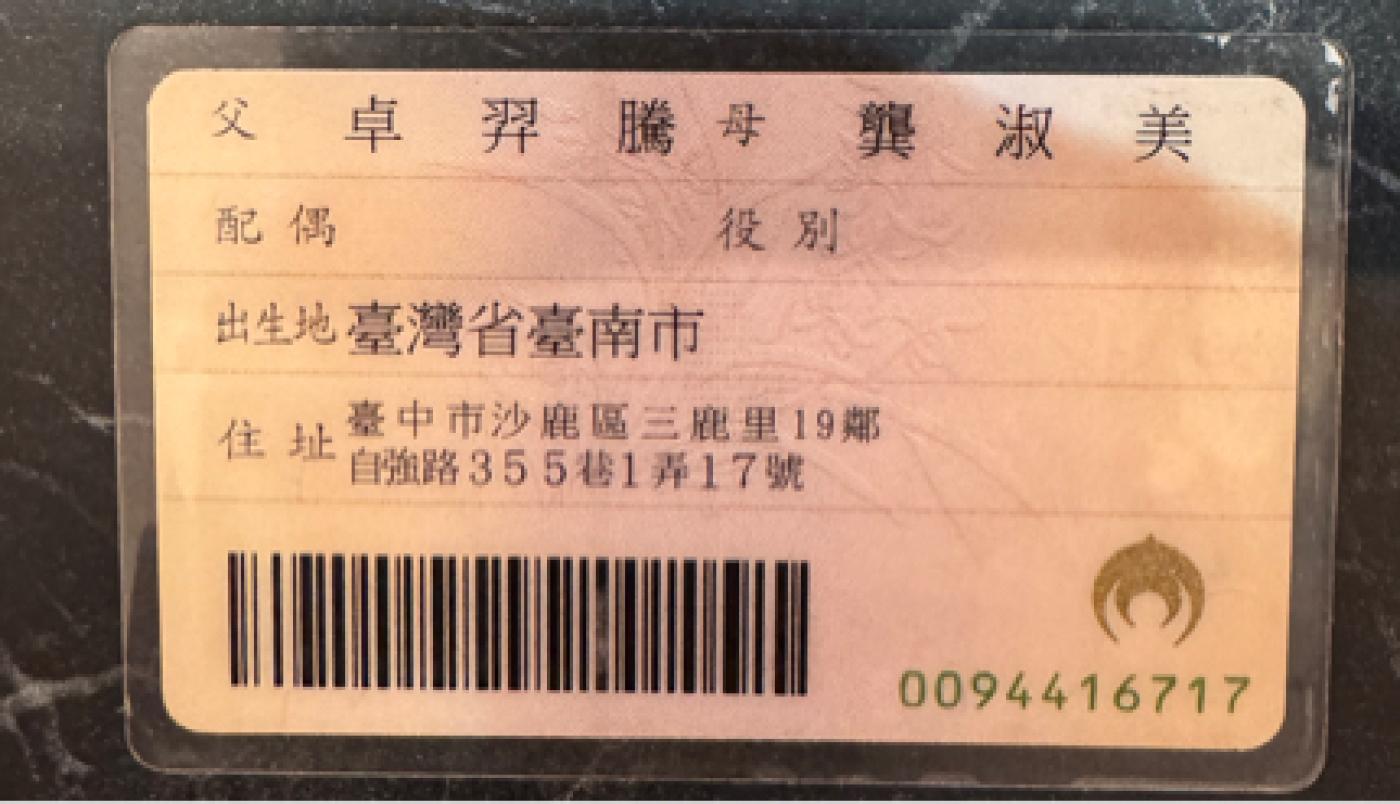 父 卓羿騰 母 龔淑美
配偶 役別
出生地 臺灣省臺南市
住址 臺中市沙鹿區三鹿里19鄰
自強路355巷1弄17號
0094416717